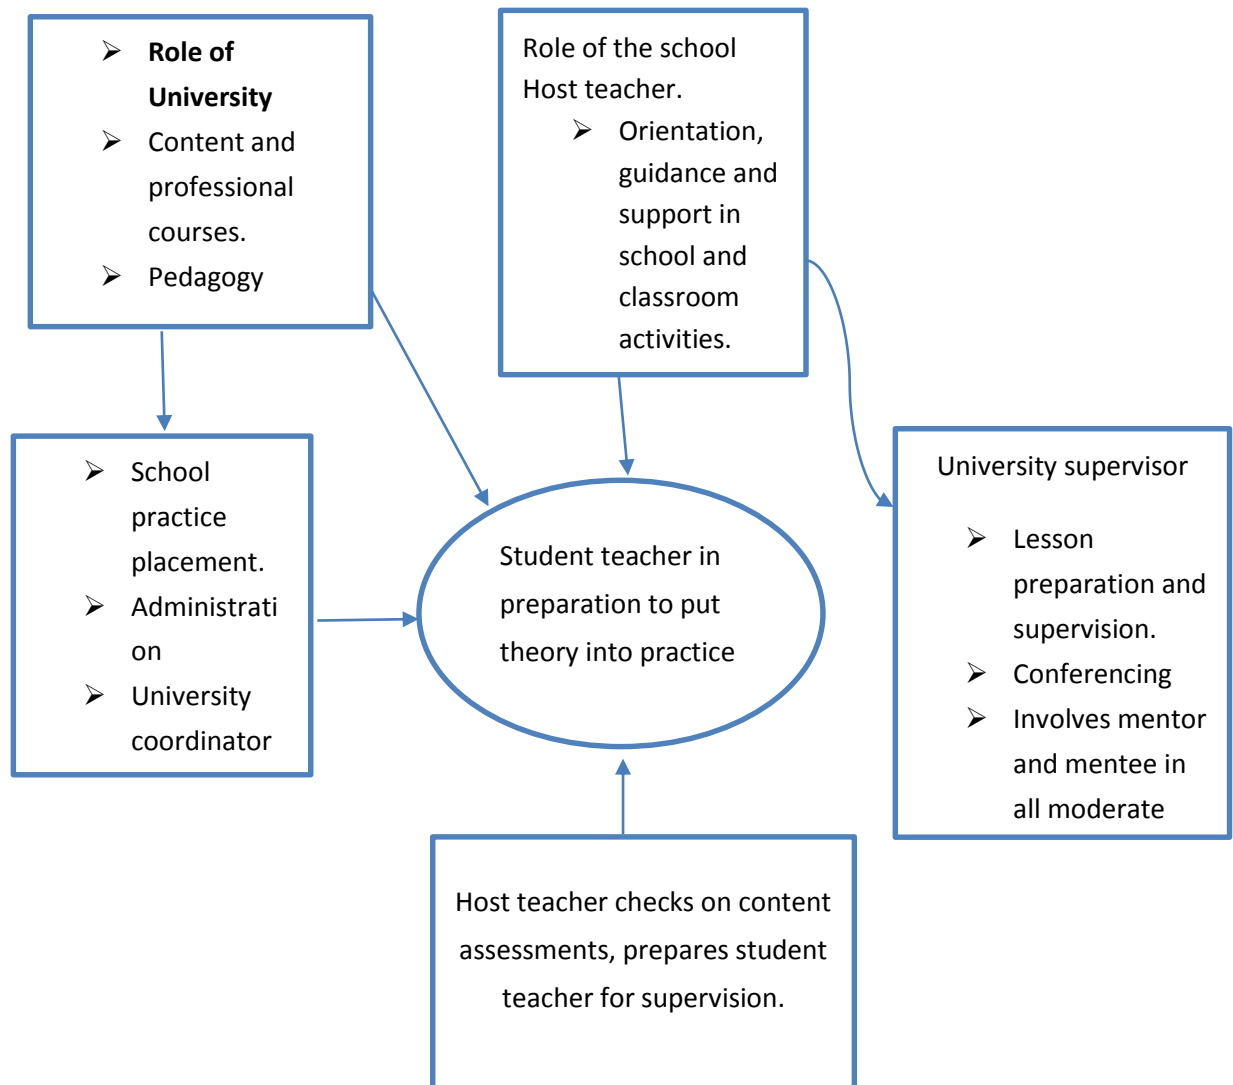 ➢ Role of
University
➢ Content and
professional
courses.
➢ Pedagogy
Role of the school
Host teacher.
➢ Orientation,
guidance and
support in
school and
classroom
activities.
➢ School
practice
placement.
➢ Administrati
on
➢ University
coordinator
Student teacher in
preparation to put
theory into practice
University supervisor
➢ Lesson
preparation and
supervision.
➢ Conferencing
➢ Involves mentor
and mentee in
all moderate
Host teacher checks on content
assessments, prepares student
teacher for supervision.